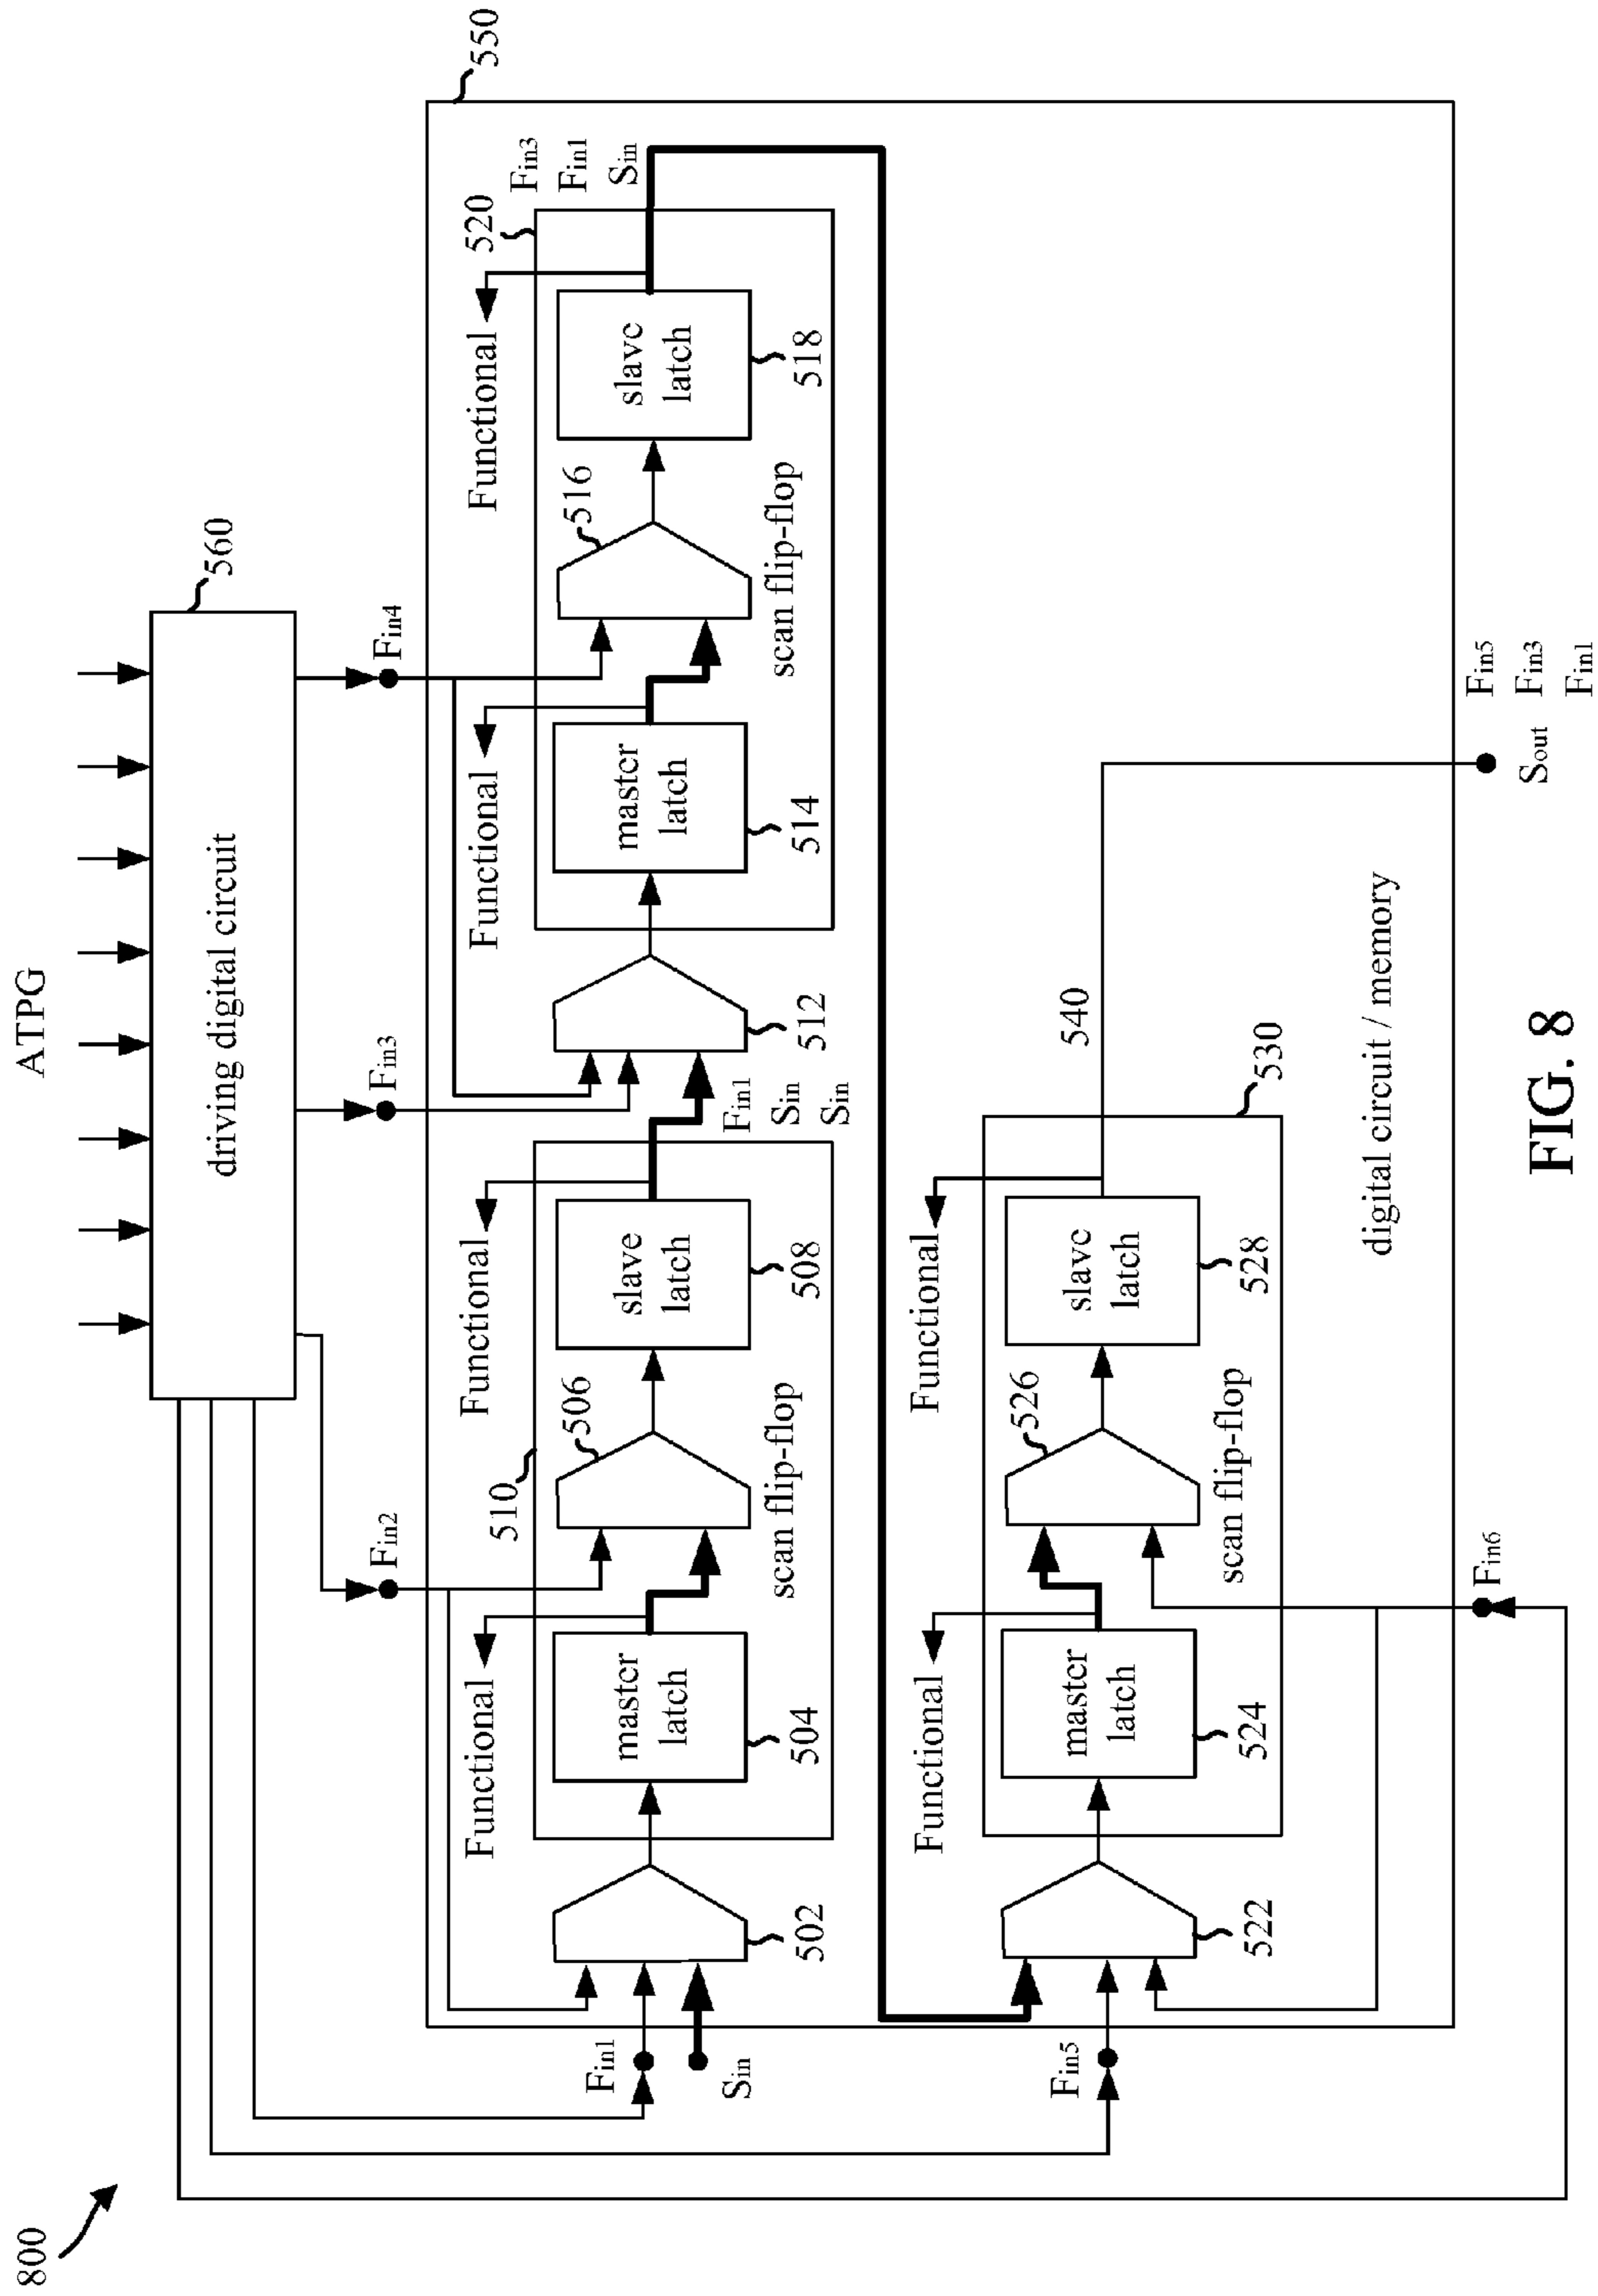 800
ATPG
driving digital circuit
560
550
Fin2
Fin3
Fin4
Functional
Functional
Functional
Functional
510
520
Fin3
Fin1
Sin
506
516
master
latch
slave
latch
master
latch
slave
latch
504
508
514
518
scan flip-flop
scan flip-flop
502
512
Fin1
Sin
Fin1
Sin
Sin
Functional
Functional
526
540
master
latch
slave
latch
524
528
scan flip-flop
522
530
Fin5
digital circuit / memory
Fin6
Sout
Fin5
Fin3
Fin1
FIG. 8